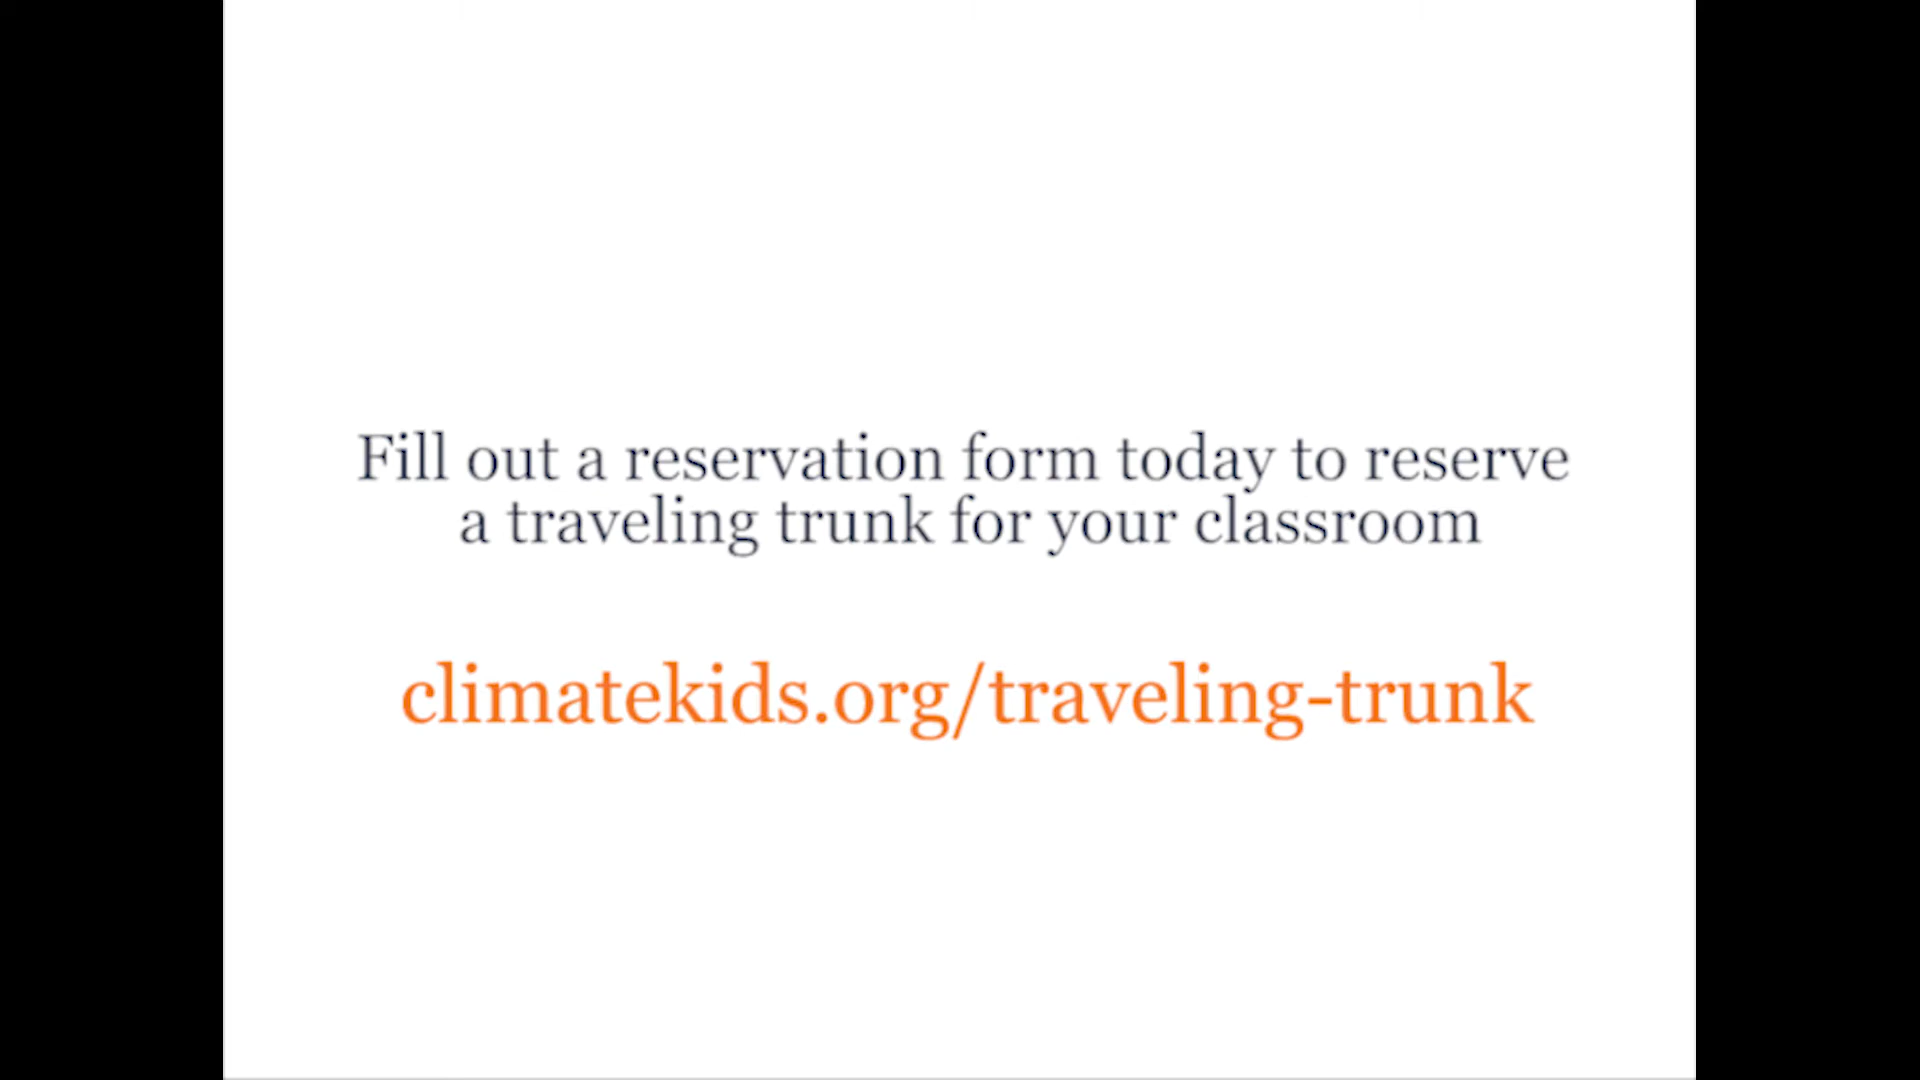 Fill out a reservation form today to reserve
a traveling trunk for your classroom
climatekids.org/traveling-trunk